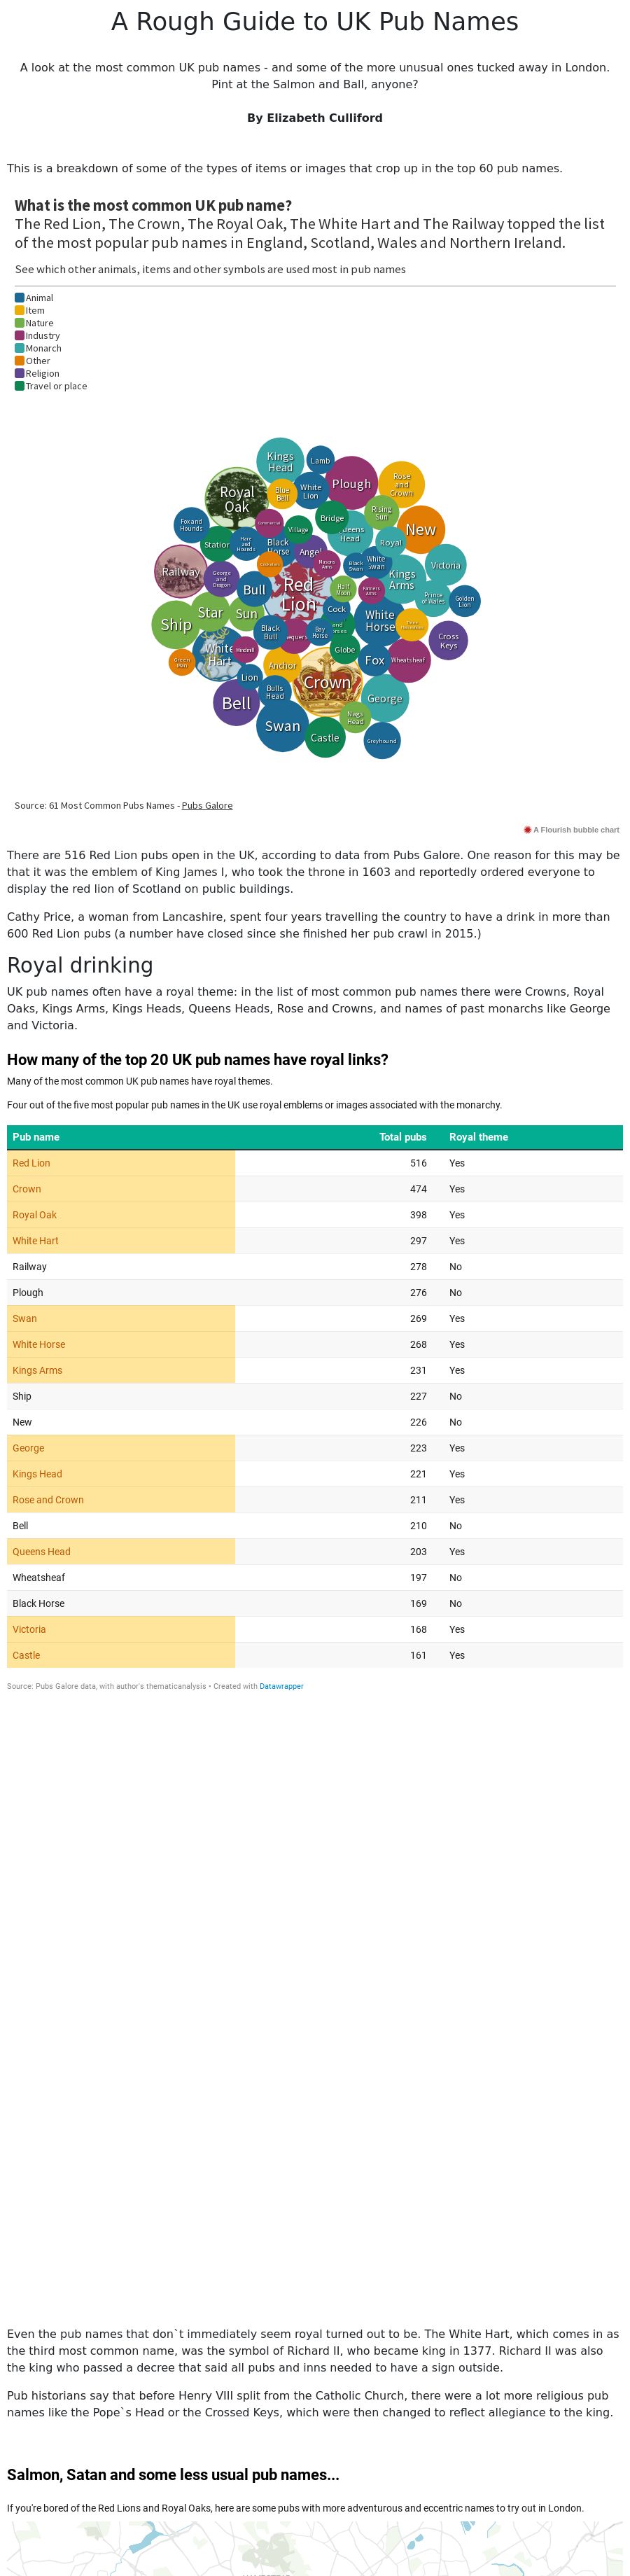 A Rough Guide to UK Pub Names
A look at the most common UK pub names - and some of the more unusual ones tucked away in London.
Pint at the Salmon and Ball, anyone?
By Elizabeth Culliford
This is a breakdown of some of the types of items or images that crop up in the top 60 pub names.
What is the most common UK pub name?
The Red Lion, The Crown, The Royal Oak, The White Hart and The Railway topped the list
of the most popular pub names in England, Scotland, Wales and Northern Ireland.
See which other animals, items and other symbols are used most in pub names
Animal
Item
Nature
Industry
Monarch
Other
Religion
Travel or place
Kings
Head
Lamb
Plough
Rose
and
Crown
Royal
Oak
Blue
Bell
White
Lion
Rising
Sun
Fox and
Hounds
Commercial
Village
Bridge
Queens
Head
New
Station
Hare
and
Hounds
Black
Horse
Angel
Royal
Railway
George
and
Dragon
Masons
Arms
Black
Swan
White
Swan
Victoria
Kings
Arms
Bull
Red
Lion
Half
Moon
Farmers
Arms
Prince
of Wales
Golden
Lion
Ship
Star
Sun
Cock
White
Horse
Black
Bull
Bay
Horse
Cross
Keys
Green
Man
White
Hart
Windmill
Globe
Fox
Wheatsheaf
Lion
Anchor
Crown
Bell
Bulls
Head
George
Swan
Castle
Nags
Head
Greyhound
Source: 61 Most Common Pubs Names - Pubs Galore
A Flourish bubble chart
There are 516 Red Lion pubs open in the UK, according to data from Pubs Galore. One reason for this may be
that it was the emblem of King James I, who took the throne in 1603 and reportedly ordered everyone to
display the red lion of Scotland on public buildings.
Cathy Price, a woman from Lancashire, spent four years travelling the country to have a drink in more than
600 Red Lion pubs (a number have closed since she finished her pub crawl in 2015.)
Royal drinking
UK pub names often have a royal theme: in the list of most common pub names there were Crowns, Royal
Oaks, Kings Arms, Kings Heads, Queens Heads, Rose and Crowns, and names of past monarchs like George
and Victoria.
How many of the top 20 UK pub names have royal links?
Many of the most common UK pub names have royal themes.
Four out of the five most popular pub names in the UK use royal emblems or images associated with the monarchy.
Pub name Total pubs Royal theme
Red Lion 516 Yes
Crown 474 Yes
Royal Oak 398 Yes
White Hart 297 Yes
Railway 278 No
Plough 276 No
Swan 269 Yes
White Horse 268 Yes
Kings Arms 231 Yes
Ship 227 No
New 226 No
George 223 Yes
Kings Head 221 Yes
Rose and Crown 211 Yes
Bell 210 No
Queens Head 203 Yes
Wheatsheaf 197 No
Black Horse 169 No
Victoria 168 Yes
Castle 161 Yes
Source: Pubs Galore data, with author's thematicanalysis • Created with Datawrapper
Even the pub names that don`t immediately seem royal turned out to be. The White Hart, which comes in as
the third most common name, was the symbol of Richard II, who became king in 1377. Richard II was also
the king who passed a decree that said all pubs and inns needed to have a sign outside.
Pub historians say that before Henry VIII split from the Catholic Church, there were a lot more religious pub
names like the Pope`s Head or the Crossed Keys, which were then changed to reflect allegiance to the king.
Salmon, Satan and some less usual pub names...
If you're bored of the Red Lions and Royal Oaks, here are some pubs with more adventurous and eccentric names to try out in London.